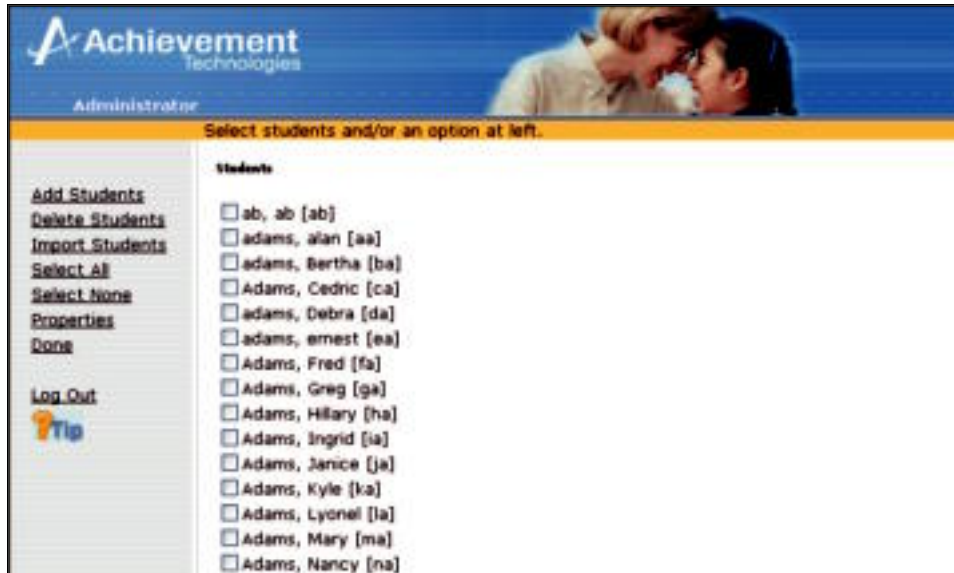 Achievement
Technologies
Administrator
Select students and/or an option at left.
Students
Add Students
Delete Students
Import Students
Select All
Select None
Properties
Done
Log Out
Tip
ab, ab [ab]
adams, alan [aa]
adams, Bertha [ba]
Adams, Cedric [ca]
adams, Debra [da]
adams, ernest [ea]
Adams, Fred [fa]
Adams, Greg [ga]
Adams, Hillary [ha]
Adams, Ingrid [ia]
Adams, Janice [ja]
Adams, Kyle [ka]
Adams, Lyonel [la]
Adams, Mary [ma]
Adams, Nancy [na]